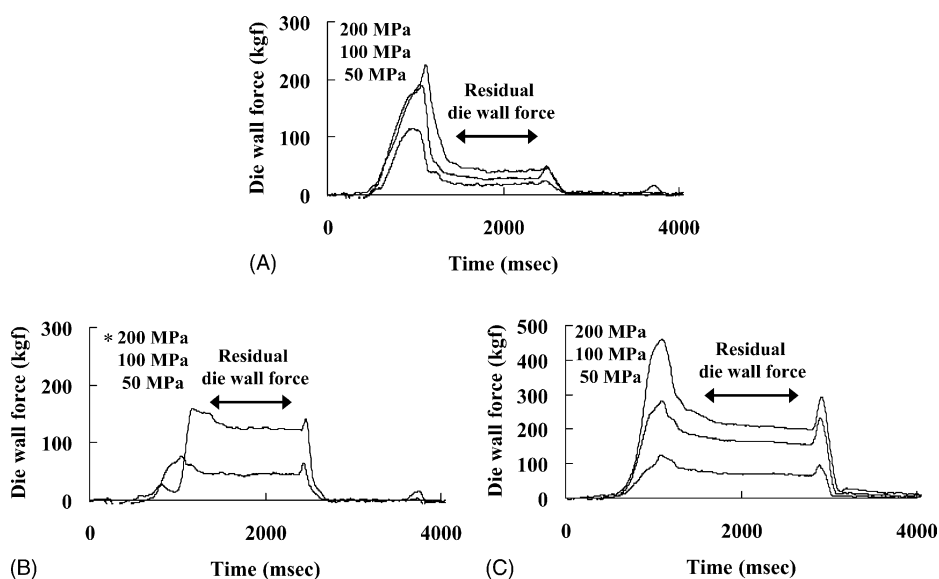 Die wall force (kgf)
300
200
100
0
200 MPa
100 MPa
50 MPa
Residual
die wall force
0
2000
4000
Time (msec)
(A)
Die wall force (kgf)
300
200
100
0
* 200 MPa
100 MPa
50 MPa
Residual
die wall force
0
2000
4000
Time (msec)
(B)
Die wall force (kgf)
500
400
300
200
100
0
200 MPa
100 MPa
50 MPa
Residual
die wall force
0
2000
4000
Time (msec)
(C)